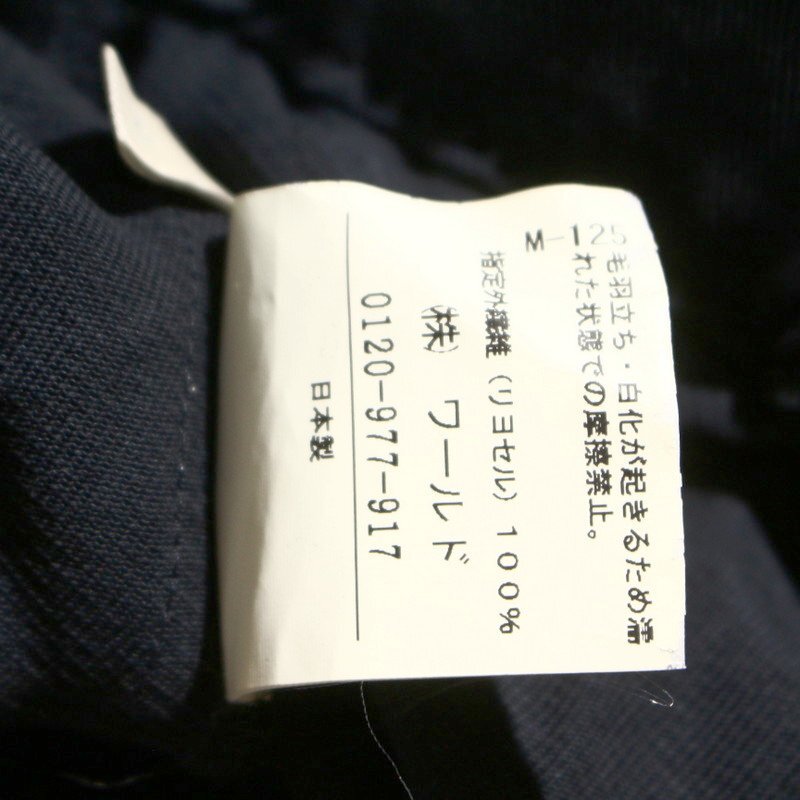 毛羽立ち・白化が起きるため濡
れた状態での摩擦禁止。
M-125
指定外繊維（リヨセル）100%
（株）ワールド
0120-977-917
日本製